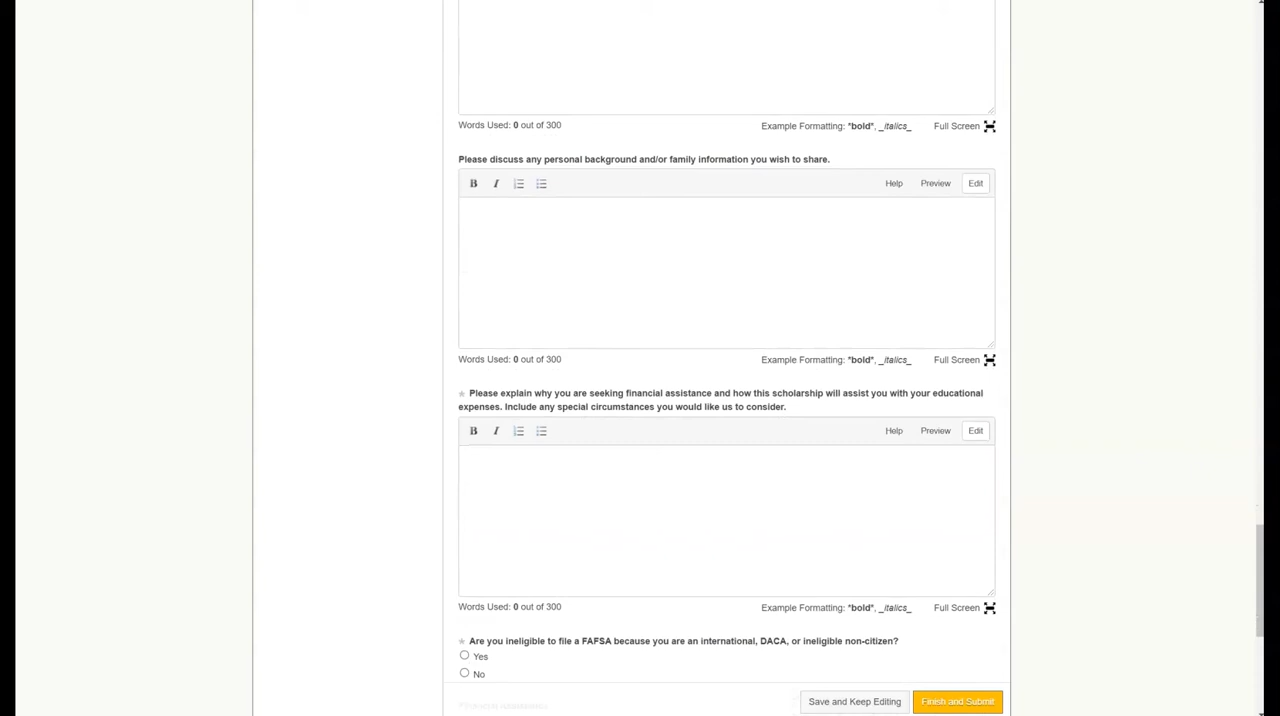 Words Used: 0 out of 300 Example Formatting: *bold*, _italics_ Full Screen
Please discuss any personal background and/or family information you wish to share.
B I Help Preview Edit
Words Used: 0 out of 300 Example Formatting: *bold*, _italics_ Full Screen
* Please explain why you are seeking financial assistance and how this scholarship will assist you with your educational
expenses. Include any special circumstances you would like us to consider.
B I Help Preview Edit
Words Used: 0 out of 300 Example Formatting: *bold*, _italics_ Full Screen
* Are you ineligible to file a FAFSA because you are an international, DACA, or ineligible non-citizen?
Yes
No
Save and Keep Editing Finish and Submit